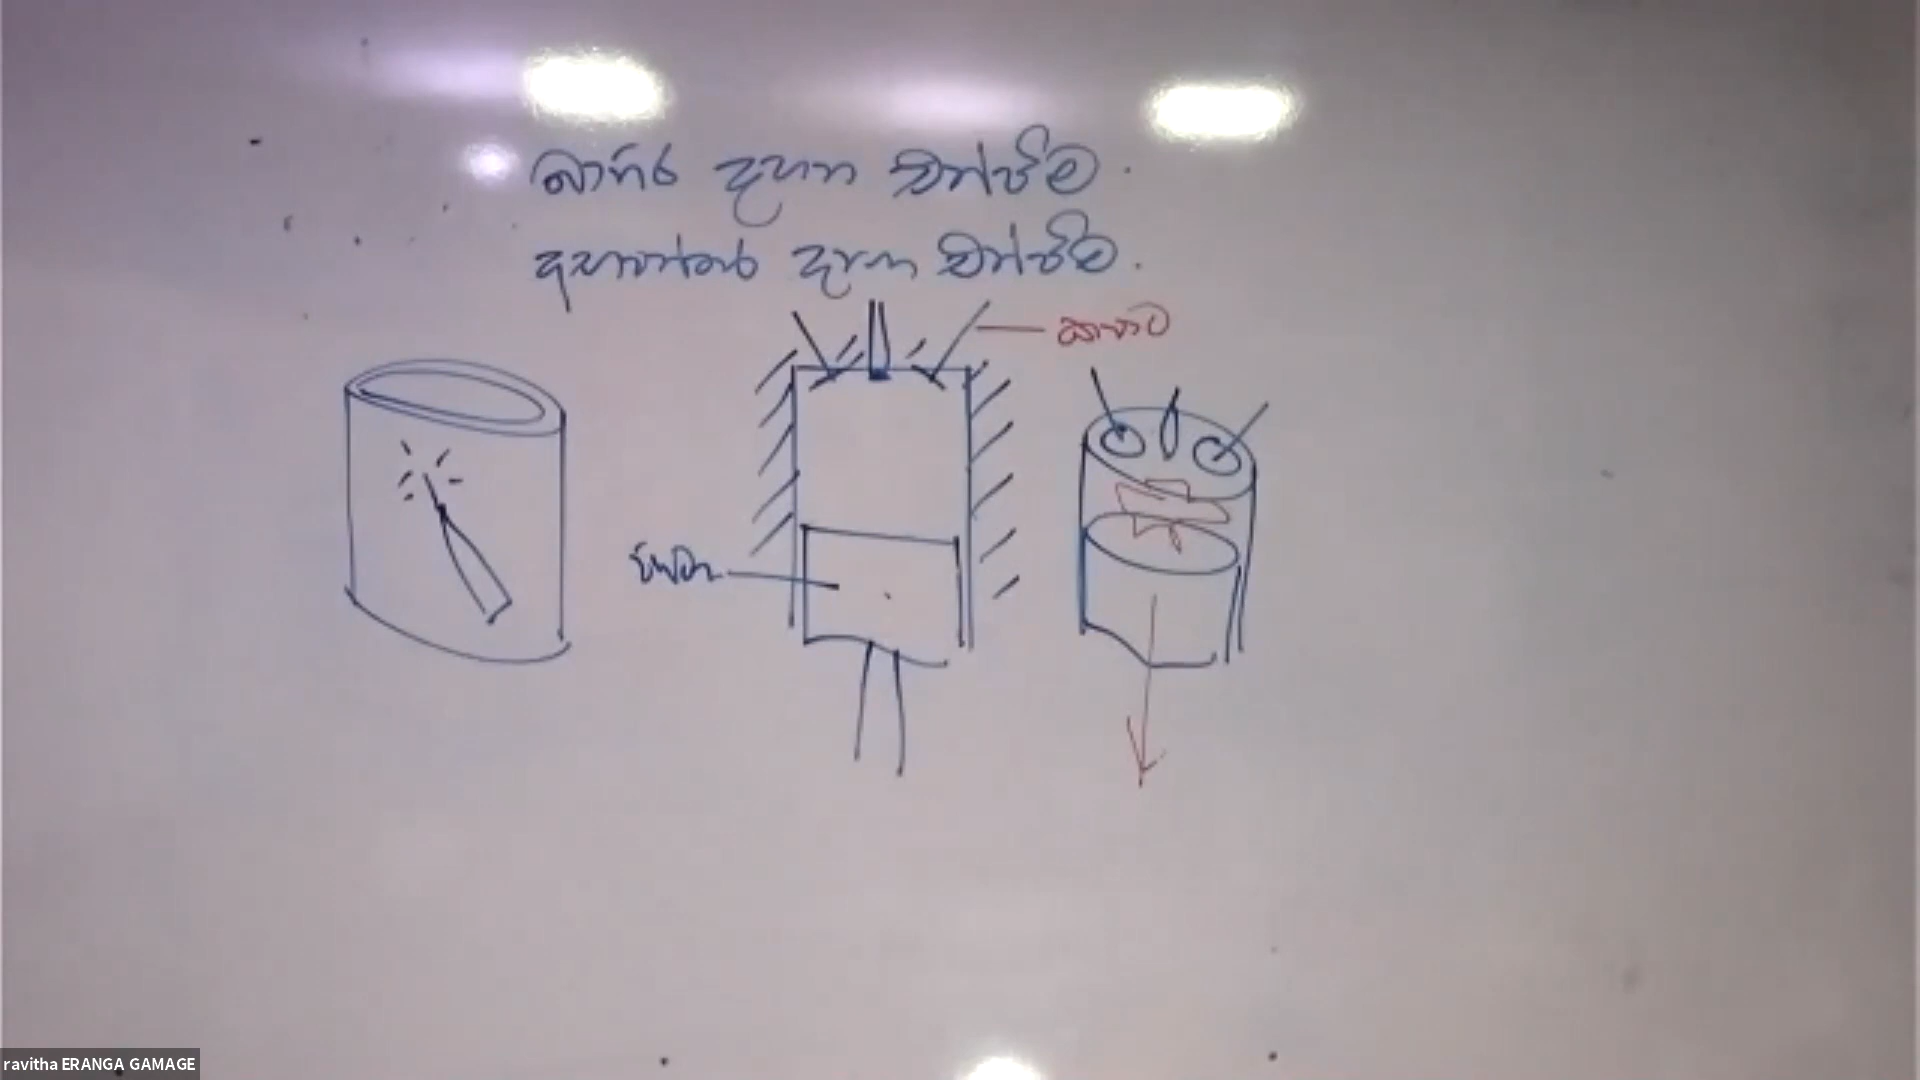 බාහිර දහන එන්ජිම.
අභ්‍යන්තර දහන එන්ජිම.
කපාට
පිස්ටන
ravitha ERANGA GAMAGE